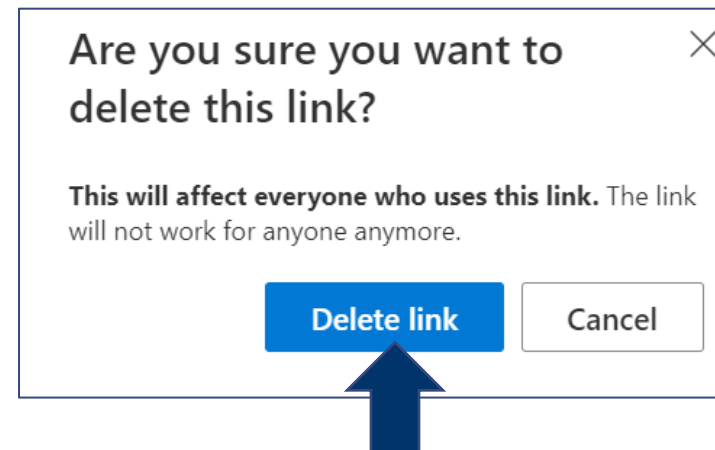 Are you sure you want to
delete this link?
This will affect everyone who uses this link. The link
will not work for anyone anymore.
Delete link
Cancel